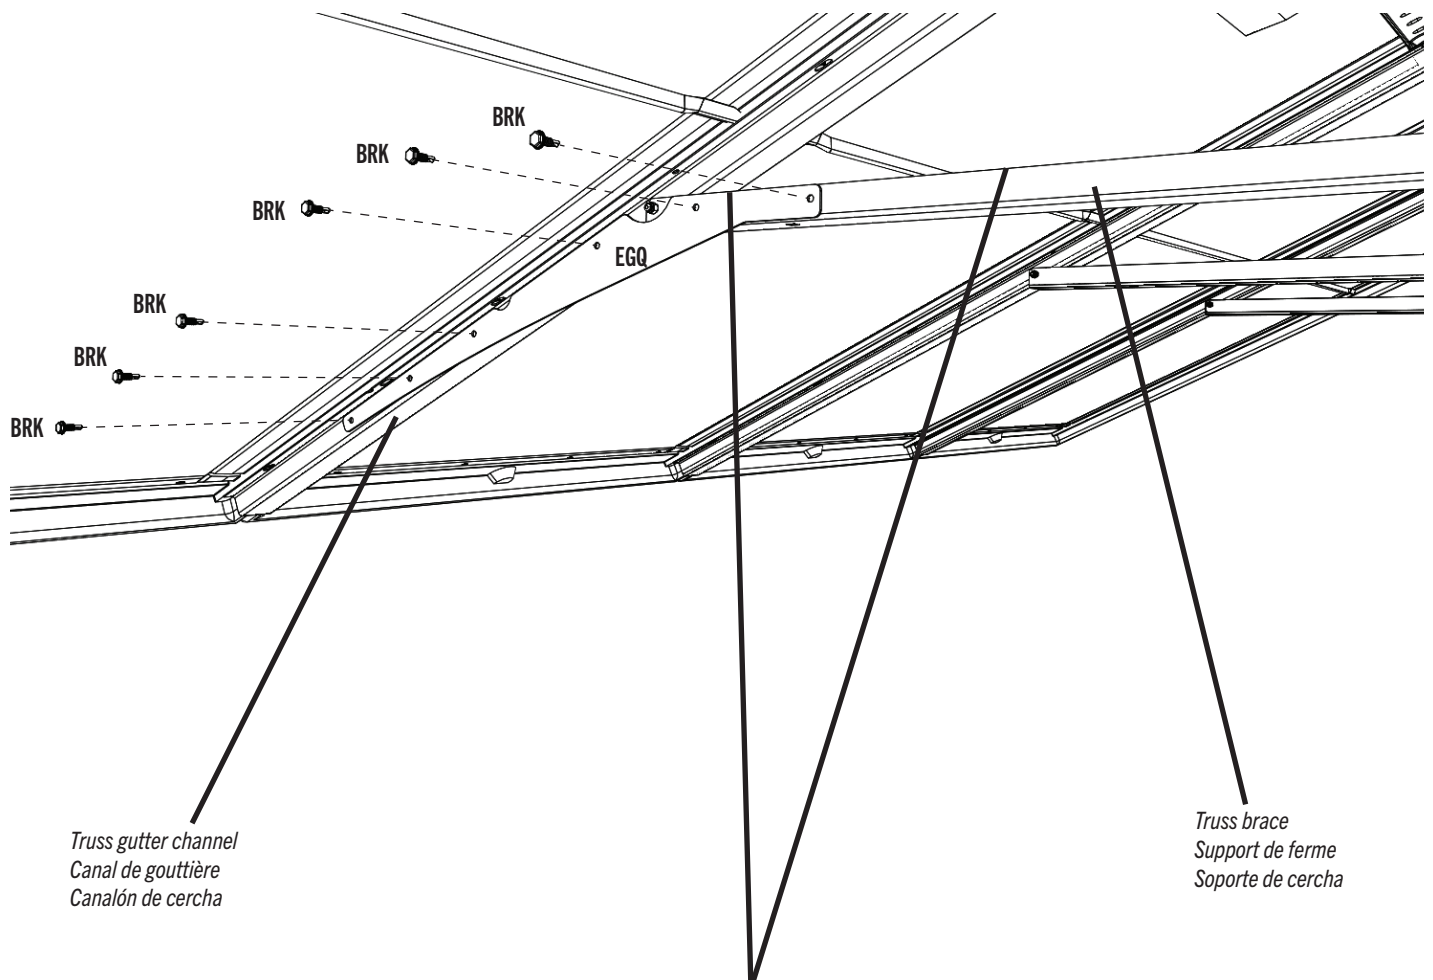 BRK
BRK
BRK
EGQ
BRK
BRK
BRK
Truss gutter channel
Canal de gouttière
Canalón de cercha
Truss brace
Support de ferme
Soporte de cercha